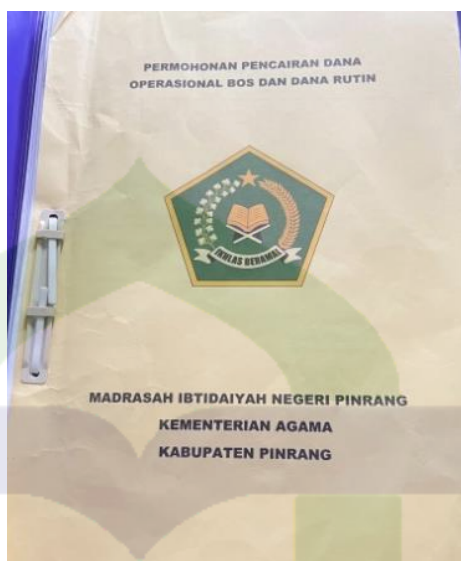 PERMOHONAN PENCAIRAN DANA
OPERASIONAL BOS DAN DANA RUTIN
IKHLAS BERAMAL
MADRASAH IBTIDAIYAH NEGERI PINRANG
KEMENTERIAN AGAMA
KABUPATEN PINRANG